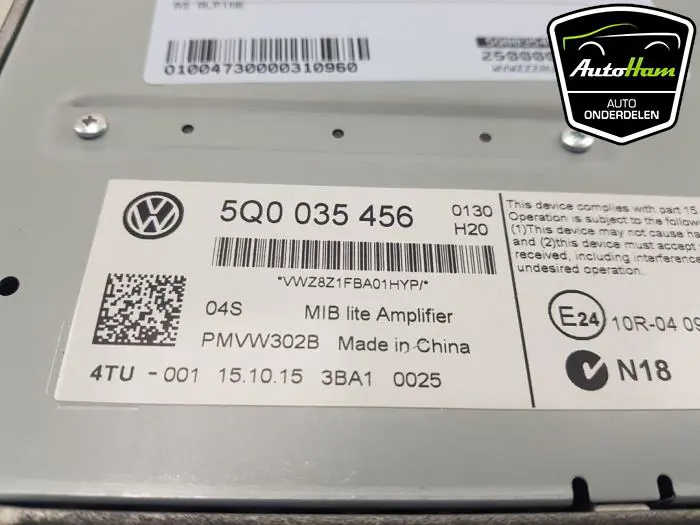 01004730000310960
AutoHam
AUTO
ONDERDELEN
5Q0 035 456
0130
H20
*VWZ8Z1FBA01HYP/*
04S MIB lite Amplifier
PMVW302B Made in China
4TU - 001 15.10.15 3BA1 0025
This device complies with part 15
Operation is subject to the
(1)This device may not cause
and (2)this device must accept
received, including interference
undesired operation.
E24 10R-04 09
N18